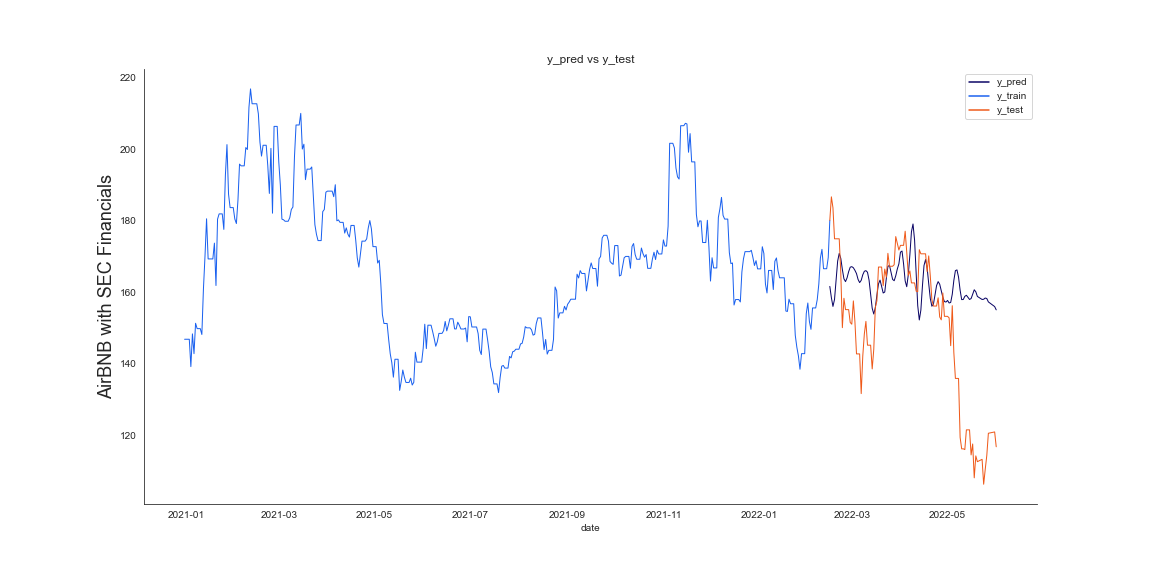 y_pred vs y_test
y_pred
y_train
y_test
AirBNB with SEC Financials
220
200
180
160
140
120
2021-01
2021-03
2021-05
2021-07
2021-09
2021-11
2022-01
2022-03
2022-05
date